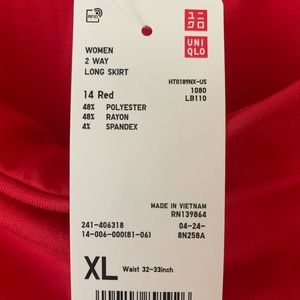 RFID
ユニ
クロ
UNI
QLO
WOMEN
2 WAY
LONG SKIRT
HT0189NX-US
14 Red
1080
LB110
48% POLYESTER
48% RAYON
4% SPANDEX
MADE IN VIETNAM
RN139864
241-406318
04-24-
14-006-000(81-06)
8N258A
XL Waist 32-33inch